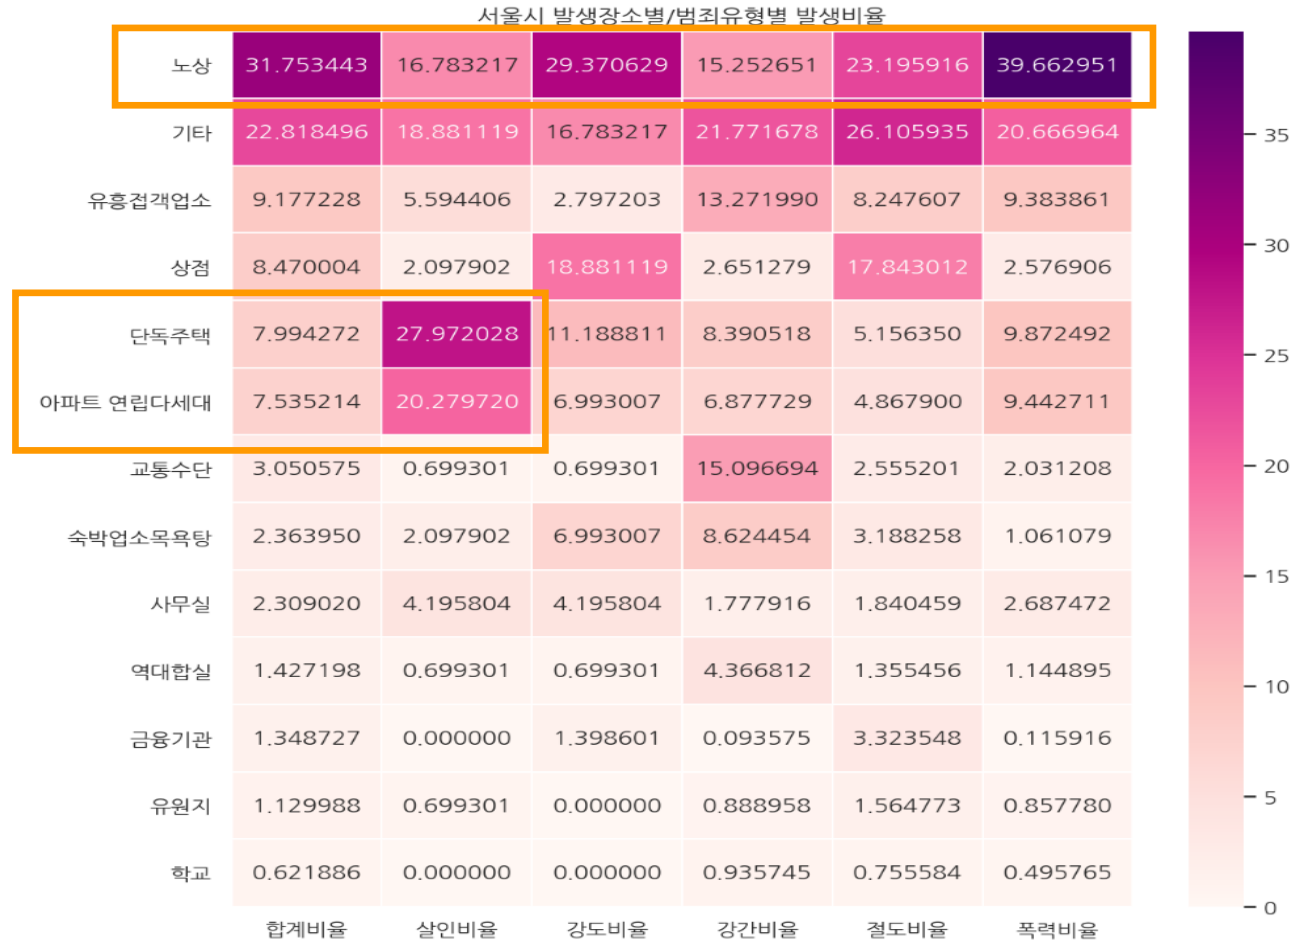 서울시 발생장소별/범죄유형별 발생비율
노상 31.753443 16.783217 29.370629 15.252651 23.195916 39.662951
기타 22.818496 18.881119 16.783217 21.771678 26.105935 20.666964
유흥접객업소 9.177228 5.594406 2.797203 13.271990 8.247607 9.383861
상점 8.470004 2.097902 18.881119 2.651279 17.843012 2.576906
단독주택 7.994272 27.972028 11.188811 8.390518 5.156350 9.872492
아파트 연립다세대 7.535214 20.279720 6.993007 6.877729 4.867900 9.442711
교통수단 3.050575 0.699301 0.699301 15.096694 2.555201 2.031208
숙박업소목욕탕 2.363950 2.097902 6.993007 8.624454 3.188258 1.061079
사무실 2.309020 4.195804 4.195804 1.777916 1.840459 2.687472
역대합실 1.427198 0.699301 0.699301 4.366812 1.355456 1.144895
금융기관 1.348727 0.000000 1.398601 0.093575 3.323548 0.115916
유원지 1.129988 0.699301 0.000000 0.888958 1.564773 0.857780
학교 0.621886 0.000000 0.000000 0.935745 0.755584 0.495765
합계비율 살인비율 강도비율 강간비율 절도비율 폭력비율
35
30
25
20
15
10
5
0